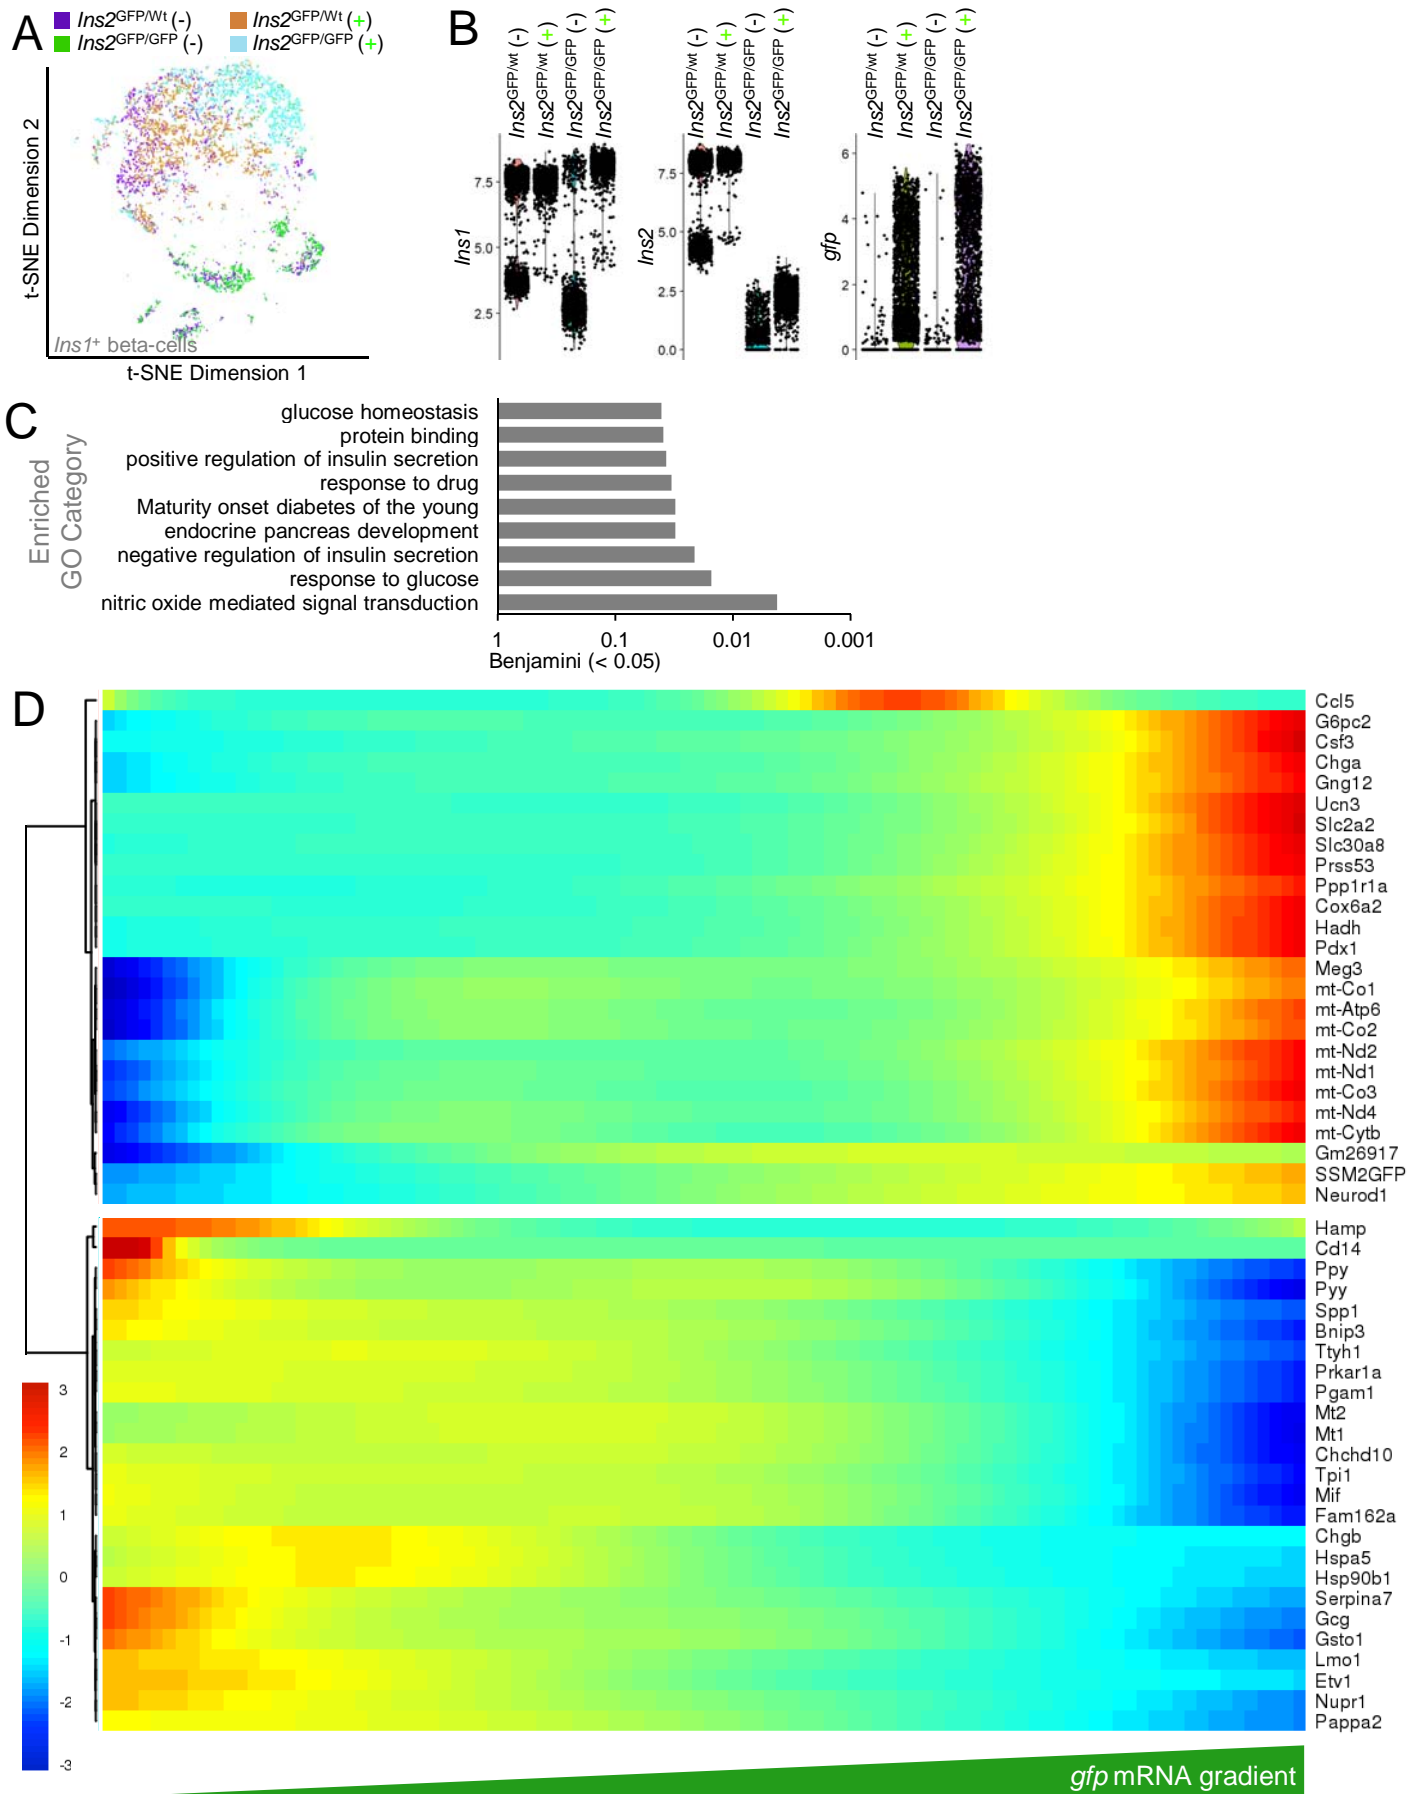 A
Ins2GFP/Wt (-)
Ins2GFP/Wt (+)
Ins2GFP/GFP (-)
Ins2GFP/GFP (+)
t-SNE Dimension 2
Ins1+ beta-cells
t-SNE Dimension 1
B
Ins2GFP/wt (-)
Ins2GFP/wt (+)
Ins2GFP/GFP (-)
Ins2GFP/GFP (+)
Ins1
7.5
5.0
2.5
Ins2GFP/wt (-)
Ins2GFP/wt (+)
Ins2GFP/GFP (-)
Ins2GFP/GFP (+)
Ins2
7.5
5.0
2.5
0.0
Ins2GFP/wt (-)
Ins2GFP/wt (+)
Ins2GFP/GFP (-)
Ins2GFP/GFP (+)
gfp
6
4
2
0
C
Enriched
GO Category
glucose homeostasis
protein binding
positive regulation of insulin secretion
response to drug
Maturity onset diabetes of the young
endocrine pancreas development
negative regulation of insulin secretion
response to glucose
nitric oxide mediated signal transduction
1 0.1 0.01 0.001
Benjamini (< 0.05)
D
Ccl5
G6pc2
Csf3
Chga
Gng12
Ucn3
Slc2a2
Slc30a8
Prss53
Ppp1r1a
Cox6a2
Hadh
Pdx1
Meg3
mt-Co1
mt-Atp6
mt-Co2
mt-Nd2
mt-Nd1
mt-Co3
mt-Nd4
mt-Cytb
Gm26917
SSM2GFP
Neurod1
Hamp
Cd14
Ppy
Pyy
Spp1
Bnip3
Ttyh1
Prkar1a
Pgam1
Mt2
Mt1
Chchd10
Tpi1
Mif
Fam162a
Chgb
Hspa5
Hsp90b1
Serpina7
Gcg
Gsto1
Lmo1
Etv1
Nupr1
Pappa2
3
2
1
0
-1
-2
-3
gfp mRNA gradient